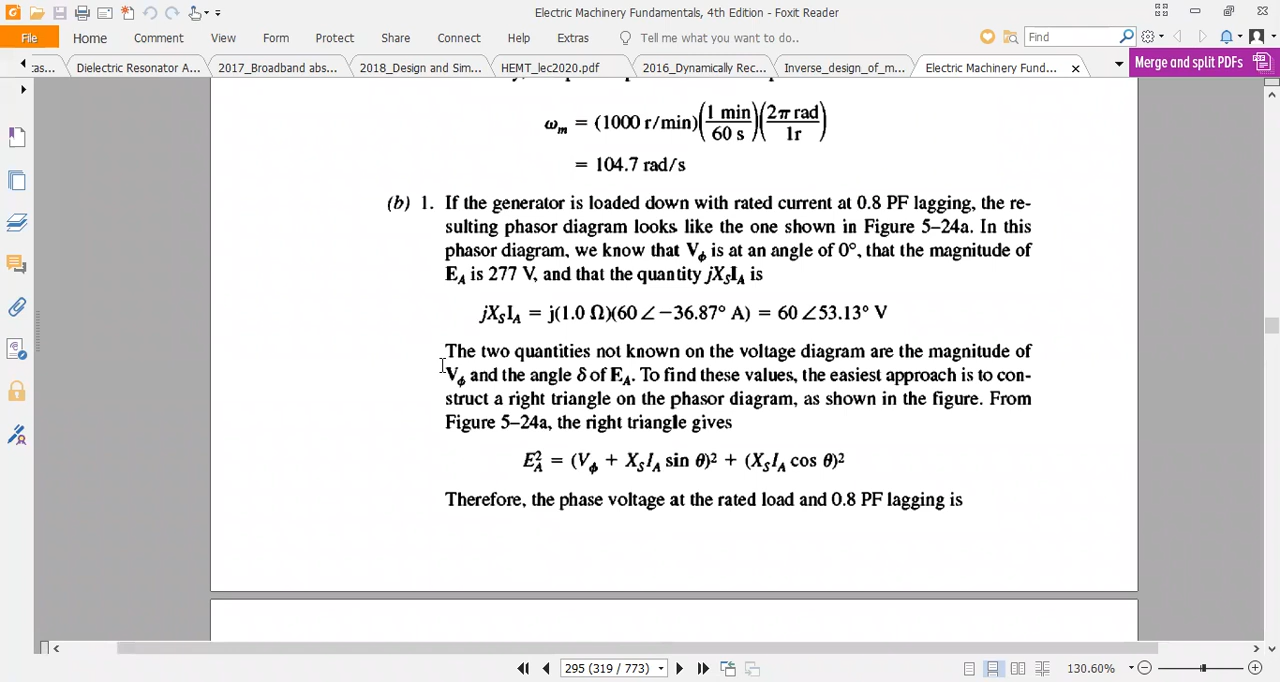 Electric Machinery Fundamentals, 4th Edition - Foxit Reader
File Home Comment View Form Protect Share Connect Help Extras Tell me what you want to do.. Find
...tas... Dielectric Resonator A... 2017_Broadband abs... 2018_Design and Sim... HEMT_lec2020.pdf 2016_Dynamically Rec... Inverse_design_of_m... Electric Machinery Fund... Merge and split PDFs
ωm = (1000 r/min)(1 min/60 s)(2π rad/1r)
= 104.7 rad/s
(b) 1. If the generator is loaded down with rated current at 0.8 PF lagging, the re-
sulting phasor diagram looks like the one shown in Figure 5–24a. In this
phasor diagram, we know that Vϕ is at an angle of 0°, that the magnitude of
EA is 277 V, and that the quantity jXSIA is
jXSIA = j(1.0 Ω)(60∠−36.87° A) = 60∠53.13° V
The two quantities not known on the voltage diagram are the magnitude of
Vϕ and the angle δ of EA. To find these values, the easiest approach is to con-
struct a right triangle on the phasor diagram, as shown in the figure. From
Figure 5–24a, the right triangle gives
E²A = (Vϕ + XSIA sin θ)² + (XSIA cos θ)²
Therefore, the phase voltage at the rated load and 0.8 PF lagging is
295 (319 / 773) 130.60%